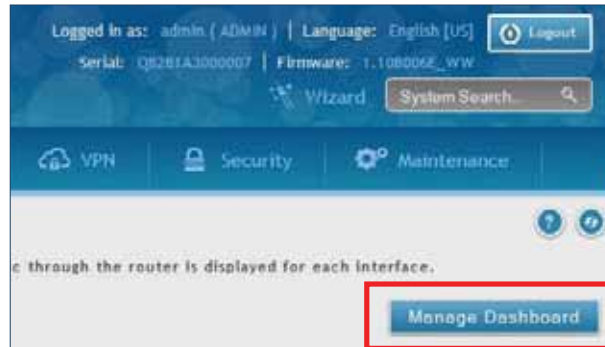 Logged in as: admin ( ADMIN ) | Language: English [US] Logout
Serial: QB2B1A3000007 | Firmware: 1.10B006E_WW
Wizard System Search..
VPN Security Maintenance
c through the router is displayed for each interface.
Manage Dashboard